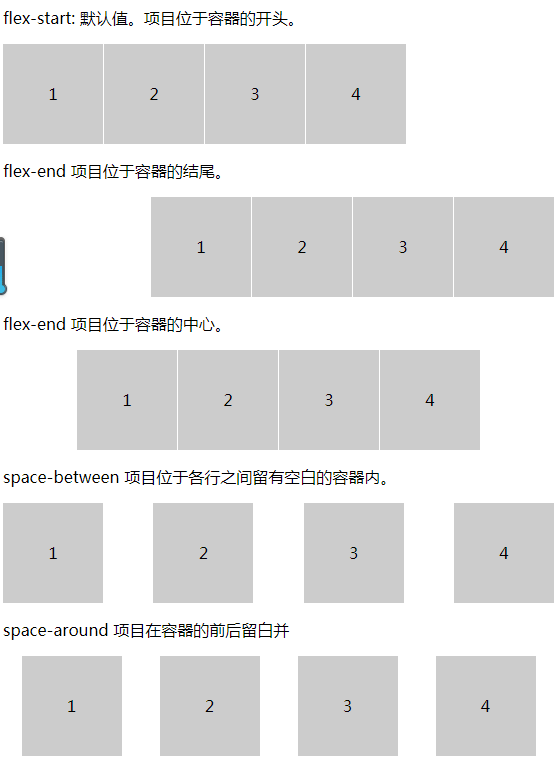 flex-start: 默认值。项目位于容器的开头。
1 2 3 4
flex-end 项目位于容器的结尾。
1 2 3 4
flex-end 项目位于容器的中心。
1 2 3 4
space-between 项目位于各行之间留有空白的容器内。
1 2 3 4
space-around 项目在容器的前后留白并
1 2 3 4